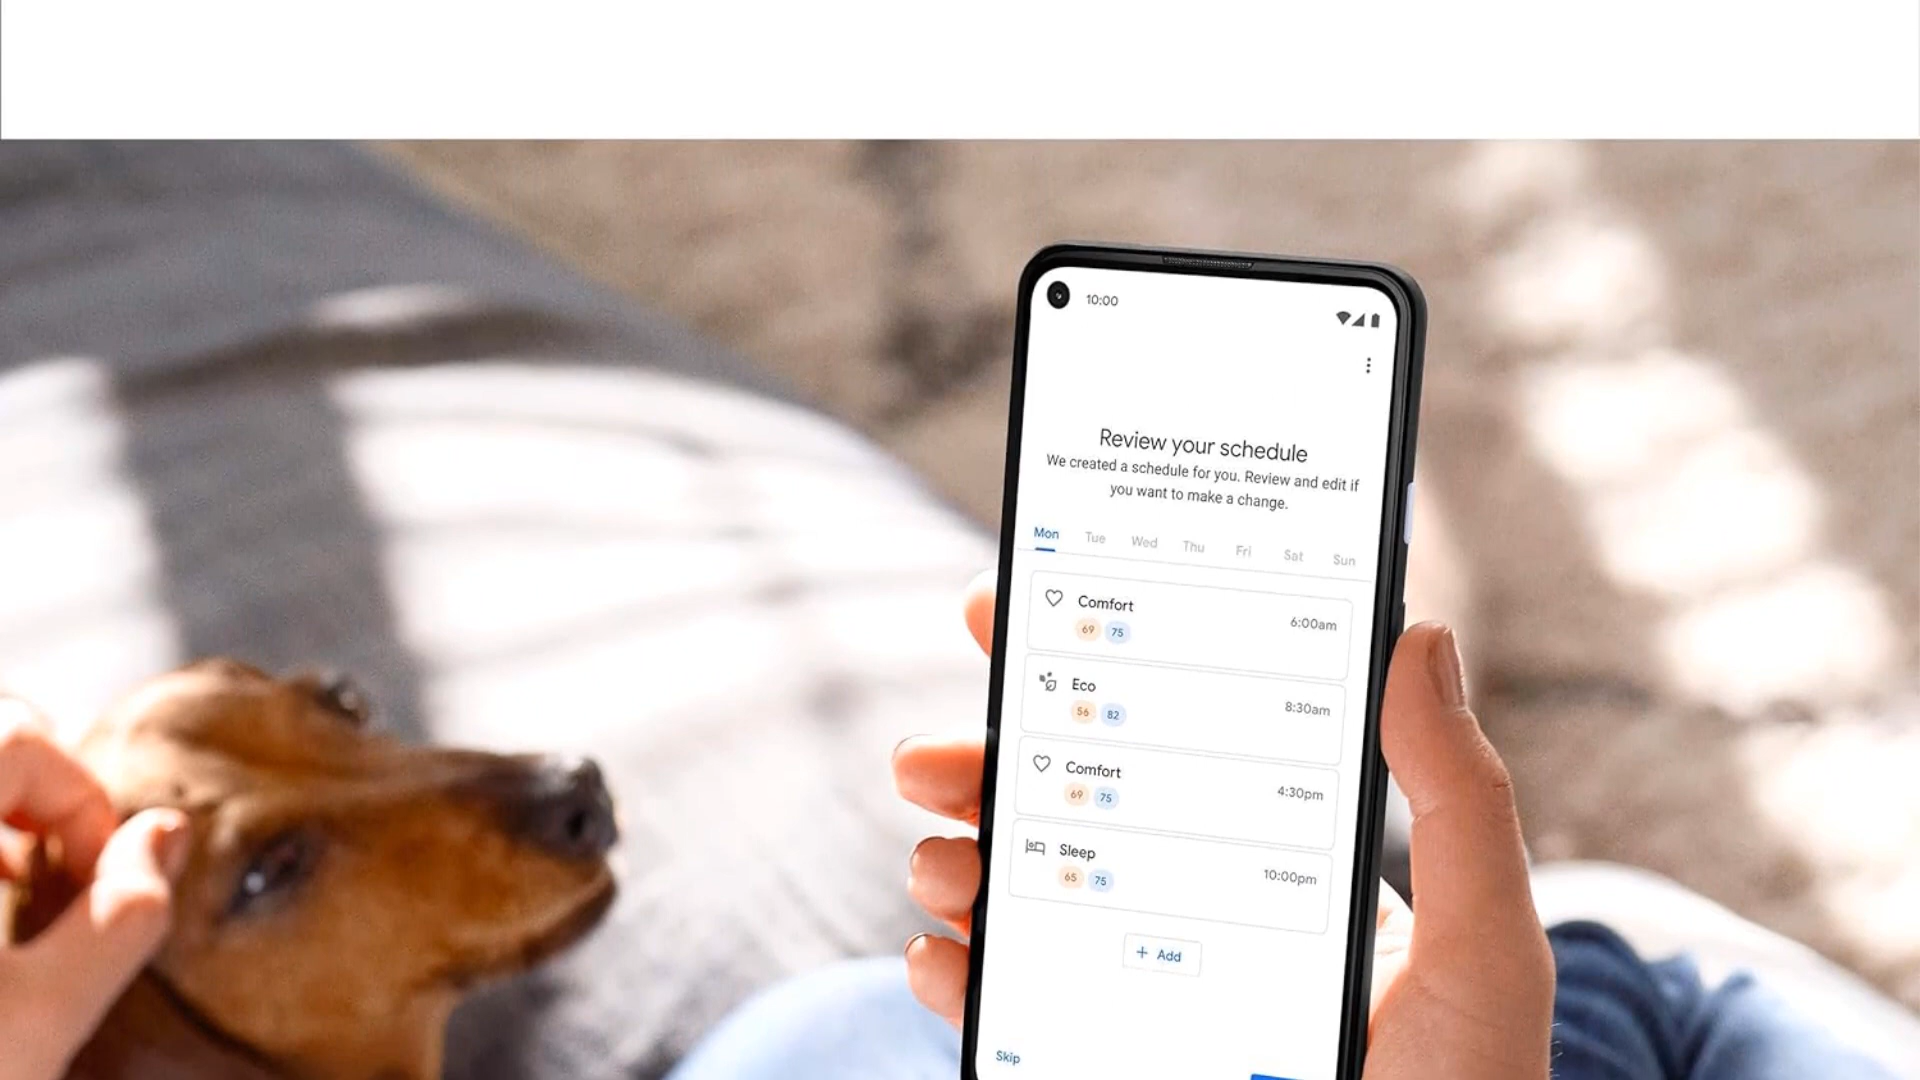 10:00
Review your schedule
We created a schedule for you. Review and edit if
you want to make a change.
Mon Tue Wed Thu Fri Sat Sun
Comfort 6:00am
69 75
Eco 8:30am
56 82
Comfort 4:30pm
69 75
Sleep 10:00pm
65 75
+ Add
Skip